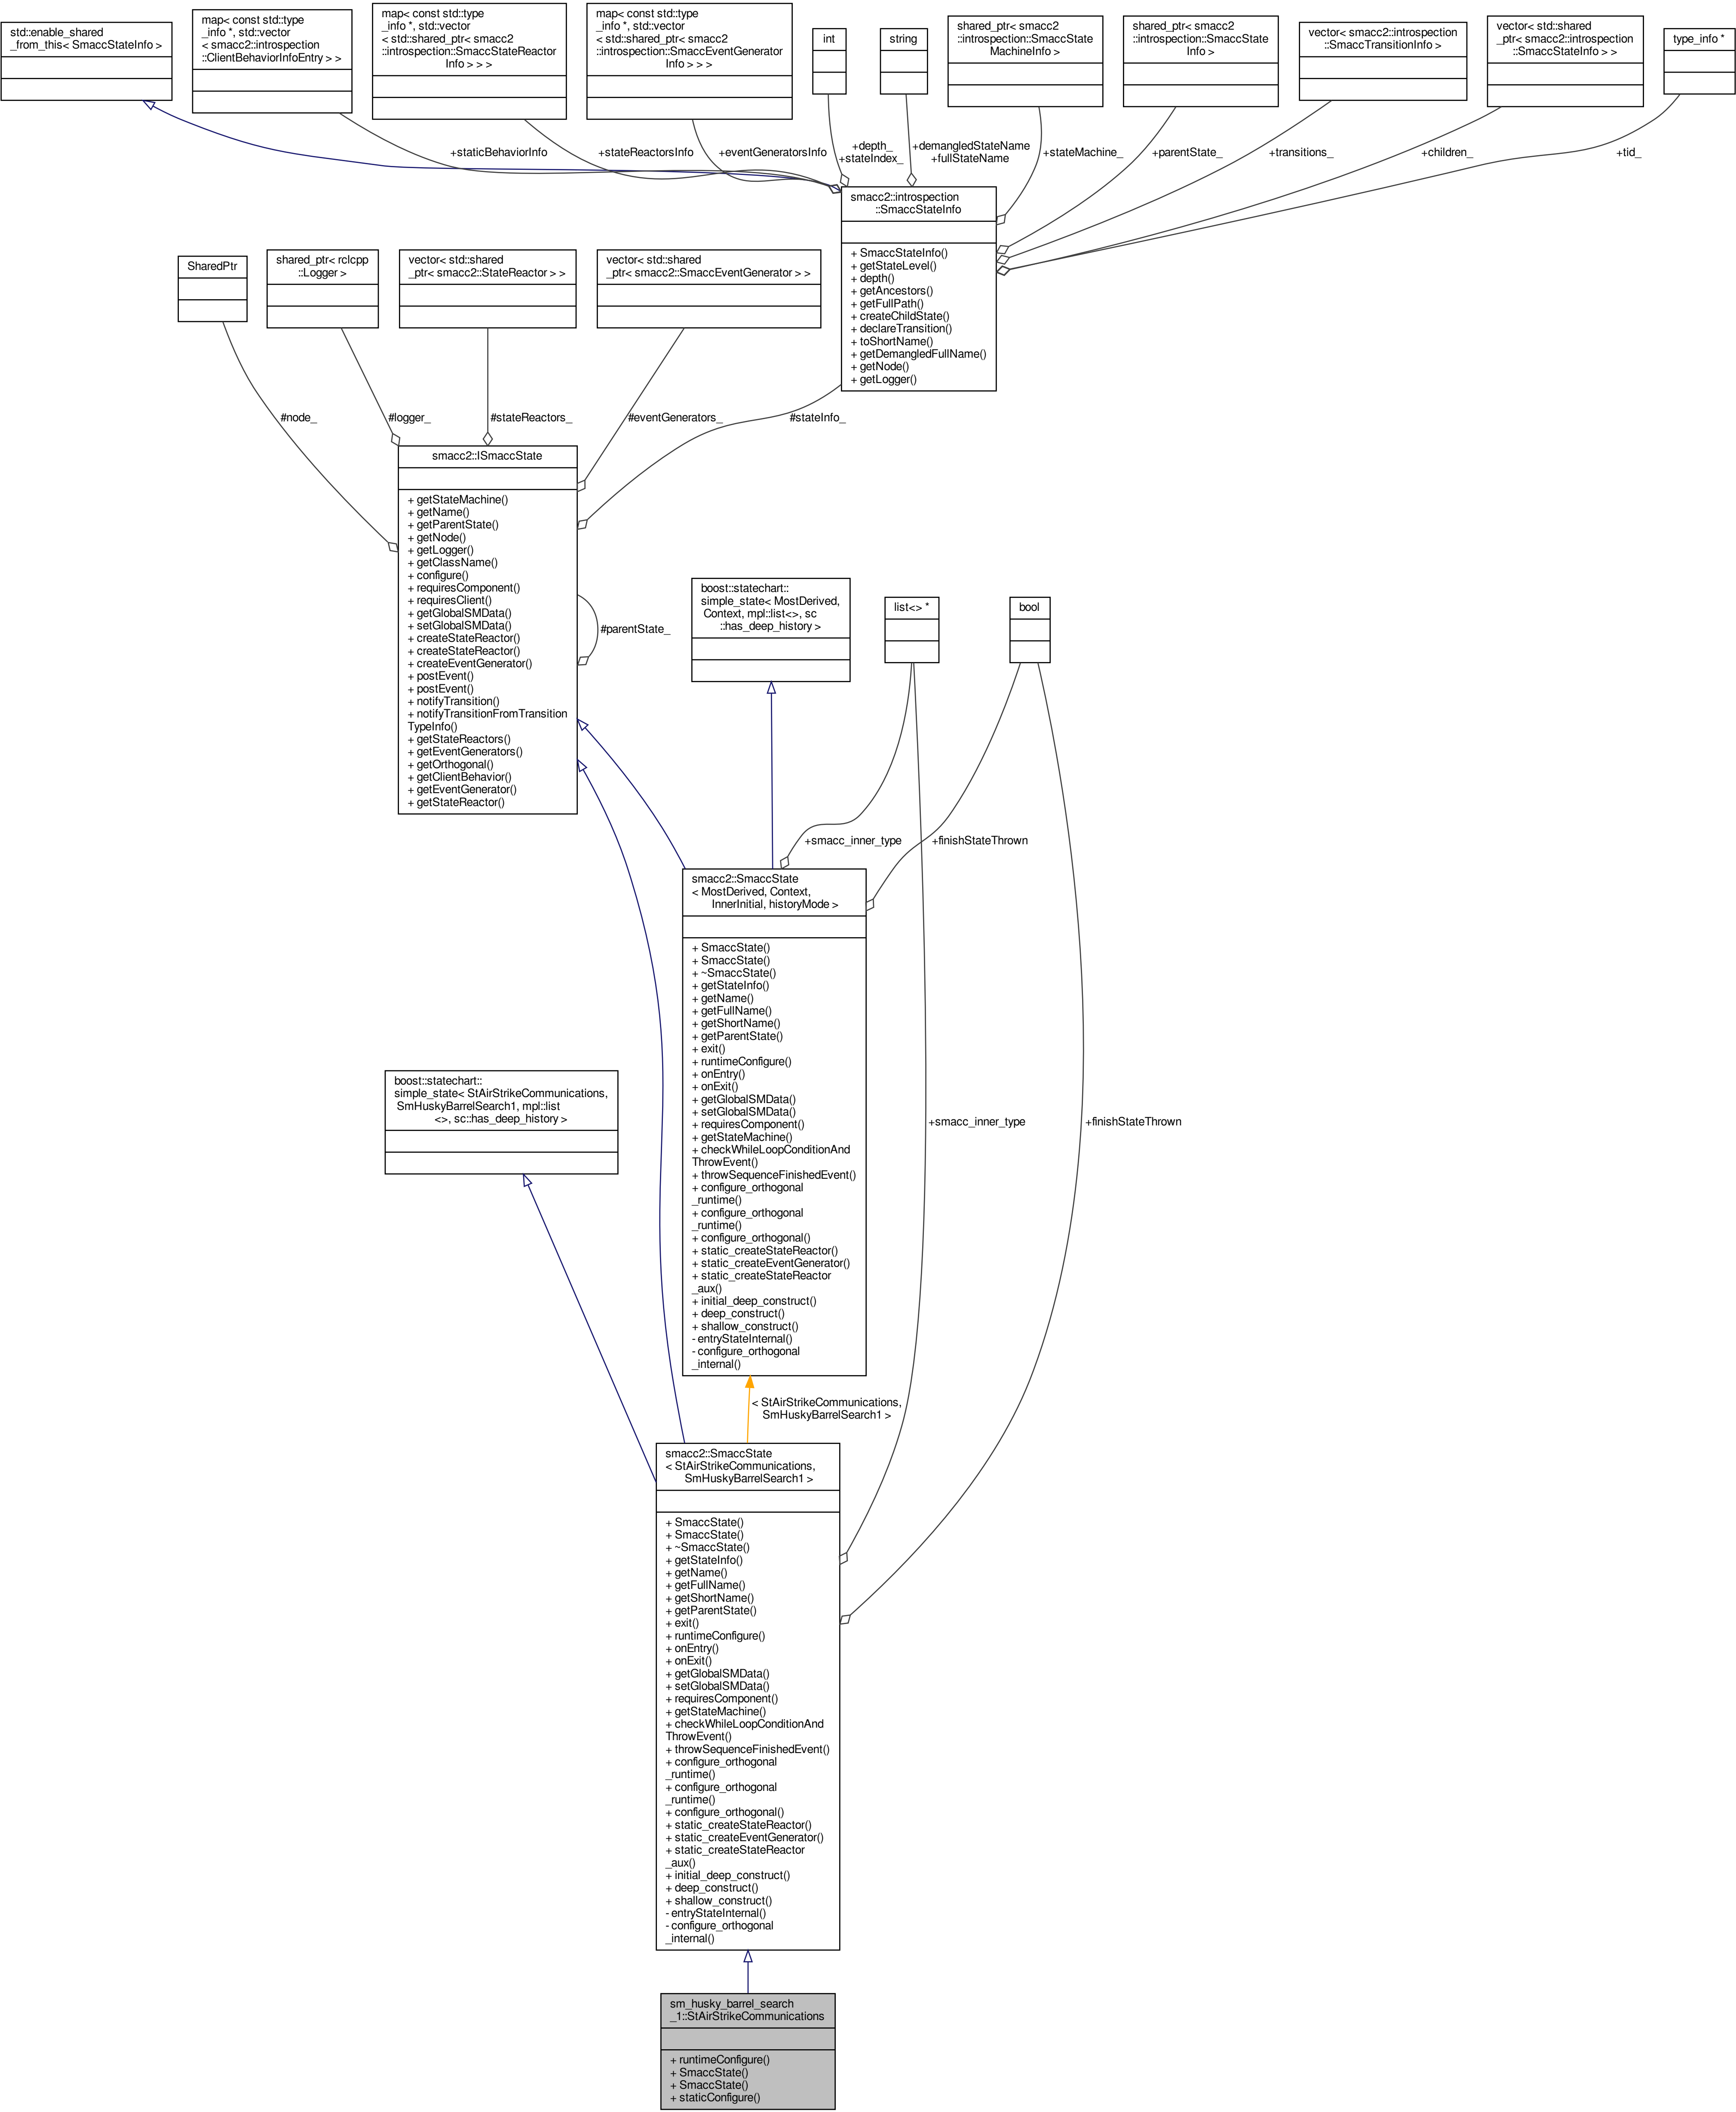 std::enable_shared
_from_this< SmaccStateInfo >
map< const std::type
_info *, std::vector
< smacc2::introspection
::ClientBehaviorInfoEntry > >
map< const std::type
_info *, std::vector
< std::shared_ptr< smacc2
::introspection::SmaccStateReactor
Info > > >
map< const std::type
_info *, std::vector
< std::shared_ptr< smacc2
::introspection::SmaccEventGenerator
Info > > >
int
string
shared_ptr< smacc2
::introspection::SmaccState
MachineInfo >
shared_ptr< smacc2
::introspection::SmaccState
Info >
vector< smacc2::introspection
::SmaccTransitionInfo >
vector< std::shared
_ptr< smacc2::introspection
::SmaccStateInfo > >
type_info *
+staticBehaviorInfo
+stateReactorsInfo
+eventGeneratorsInfo
+depth_
+stateIndex_
+demangledStateName
+fullStateName
+stateMachine_
+parentState_
+transitions_
+children_
+tid_
smacc2::introspection
::SmaccStateInfo
+ SmaccStateInfo()
+ getStateLevel()
+ depth()
+ getAncestors()
+ getFullPath()
+ createChildState()
+ declareTransition()
+ toShortName()
+ getDemangledFullName()
+ getNode()
+ getLogger()
SharedPtr
shared_ptr< rclcpp
::Logger >
vector< std::shared
_ptr< smacc2::StateReactor > >
vector< std::shared
_ptr< smacc2::SmaccEventGenerator > >
#node_
#logger_
#stateReactors_
#eventGenerators_
#stateInfo_
smacc2::ISmaccState
+ getStateMachine()
+ getName()
+ getParentState()
+ getNode()
+ getLogger()
+ getClassName()
+ configure()
+ requiresComponent()
+ requiresClient()
+ getGlobalSMData()
+ setGlobalSMData()
+ createStateReactor()
+ createStateReactor()
+ createEventGenerator()
+ postEvent()
+ postEvent()
+ notifyTransition()
+ notifyTransitionFromTransition
TypeInfo()
+ getStateReactors()
+ getEventGenerators()
+ getOrthogonal()
+ getClientBehavior()
+ getEventGenerator()
+ getStateReactor()
#parentState_
boost::statechart::
simple_state< MostDerived,
Context, mpl::list<>, sc
::has_deep_history >
list<> *
bool
+smacc_inner_type
+finishStateThrown
smacc2::SmaccState
< MostDerived, Context,
InnerInitial, historyMode >
+ SmaccState()
+ SmaccState()
+ ~SmaccState()
+ getStateInfo()
+ getName()
+ getFullName()
+ getShortName()
+ getParentState()
+ exit()
+ runtimeConfigure()
+ onEntry()
+ onExit()
+ getGlobalSMData()
+ setGlobalSMData()
+ requiresComponent()
+ getStateMachine()
+ checkWhileLoopConditionAnd
ThrowEvent()
+ throwSequenceFinishedEvent()
+ configure_orthogonal
_runtime()
+ configure_orthogonal
_runtime()
+ configure_orthogonal()
+ static_createStateReactor()
+ static_createEventGenerator()
+ static_createStateReactor
_aux()
+ initial_deep_construct()
+ deep_construct()
+ shallow_construct()
- entryStateInternal()
- configure_orthogonal
_internal()
boost::statechart::
simple_state< StAirStrikeCommunications,
SmHuskyBarrelSearch1, mpl::list
<>, sc::has_deep_history >
+smacc_inner_type
+finishStateThrown
< StAirStrikeCommunications,
SmHuskyBarrelSearch1 >
smacc2::SmaccState
< StAirStrikeCommunications,
SmHuskyBarrelSearch1 >
+ SmaccState()
+ SmaccState()
+ ~SmaccState()
+ getStateInfo()
+ getName()
+ getFullName()
+ getShortName()
+ getParentState()
+ exit()
+ runtimeConfigure()
+ onEntry()
+ onExit()
+ getGlobalSMData()
+ setGlobalSMData()
+ requiresComponent()
+ getStateMachine()
+ checkWhileLoopConditionAnd
ThrowEvent()
+ throwSequenceFinishedEvent()
+ configure_orthogonal
_runtime()
+ configure_orthogonal
_runtime()
+ configure_orthogonal()
+ static_createStateReactor()
+ static_createEventGenerator()
+ static_createStateReactor
_aux()
+ initial_deep_construct()
+ deep_construct()
+ shallow_construct()
- entryStateInternal()
- configure_orthogonal
_internal()
sm_husky_barrel_search
_1::StAirStrikeCommunications
+ runtimeConfigure()
+ SmaccState()
+ SmaccState()
+ staticConfigure()